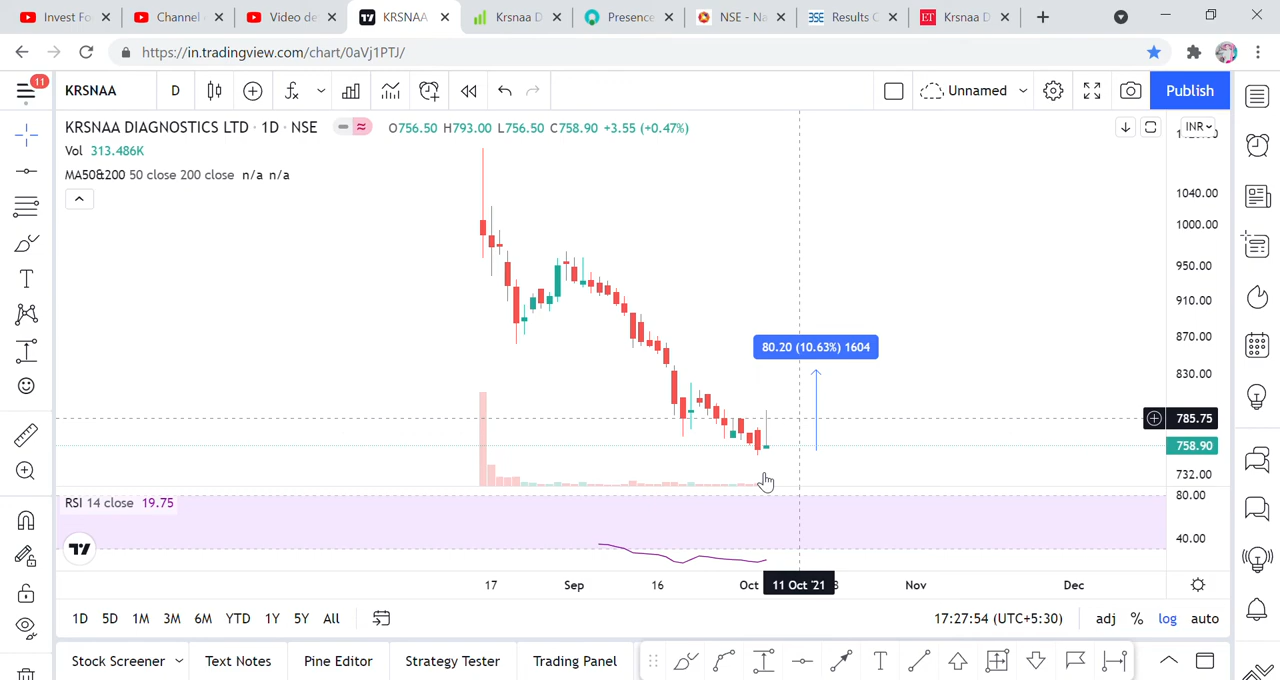 Invest Fo
Channel
Video de
KRSNAA
Krsnaa D
Presence
NSE - Na
Results C
Krsnaa D
https://in.tradingview.com/chart/0aVj1PTJ/
11
KRSNAA
D
Unnamed
Publish
KRSNAA DIAGNOSTICS LTD · 1D · NSE
O756.50 H793.00 L756.50 C758.90 +3.55 (+0.47%)
INR
Vol 313.486K
MA50&200 50 close 200 close n/a n/a
1040.00
1000.00
950.00
910.00
870.00
80.20 (10.63%) 1604
830.00
785.75
758.90
732.00
RSI 14 close 19.75
80.00
40.00
17
Sep
16
Oct
11 Oct '21
Nov
Dec
1D 5D 1M 3M 6M YTD 1Y 5Y All
17:27:54 (UTC+5:30)
adj % log auto
Stock Screener
Text Notes
Pine Editor
Strategy Tester
Trading Panel